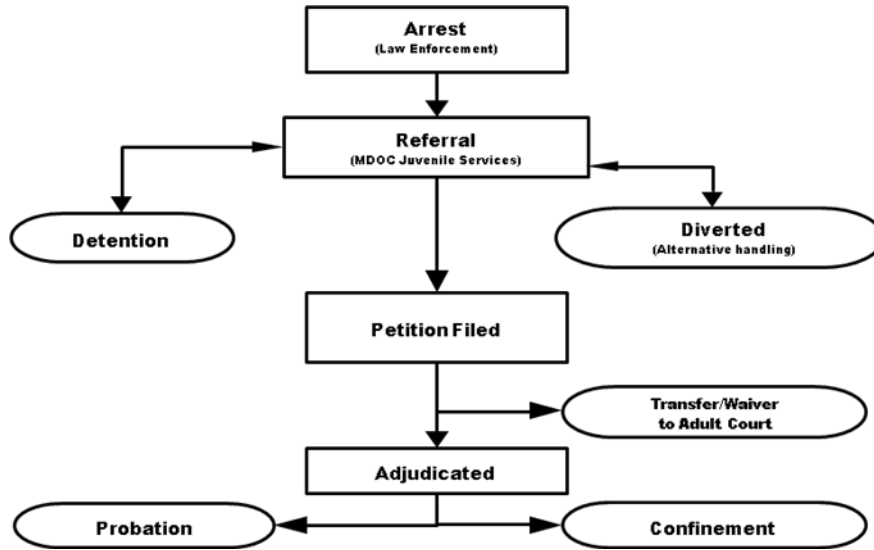 Arrest
(Law Enforcement)
Referral
(MDOC Juvenile Services)
Detention
Diverted
(Alternative handling)
Petition Filed
Transfer/Waiver
to Adult Court
Adjudicated
Probation
Confinement